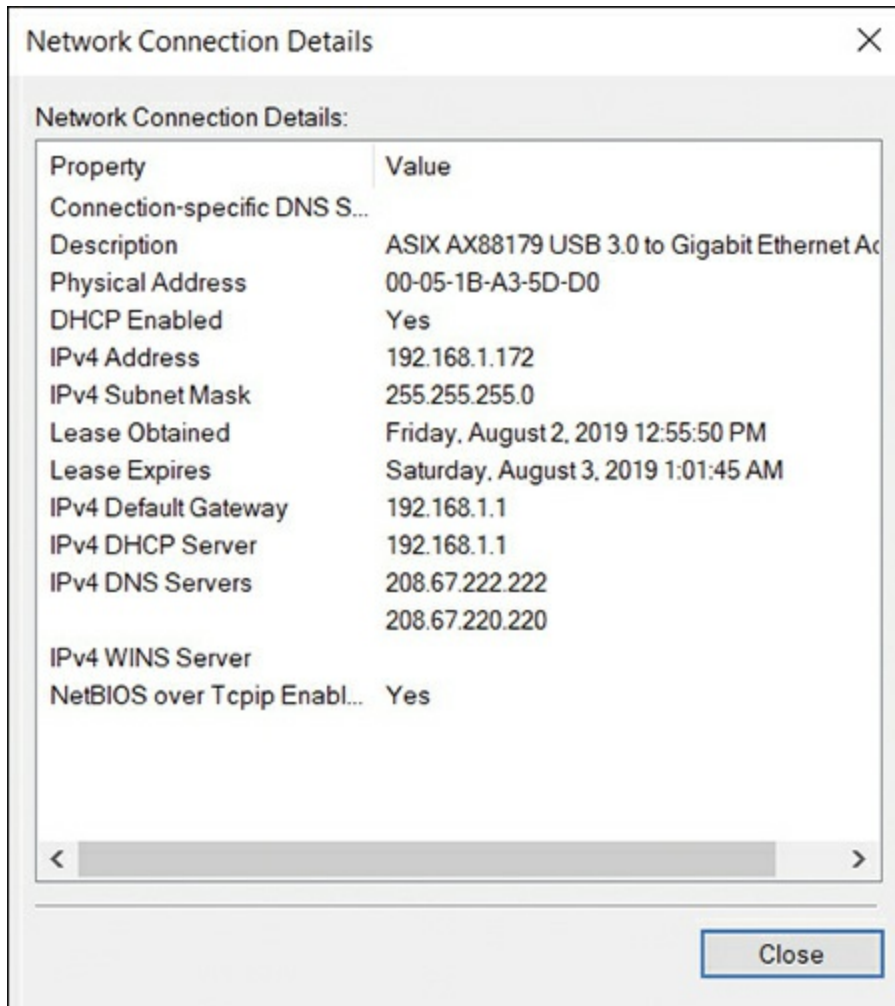 Network Connection Details
Network Connection Details:
Property Value
Connection-specific DNS S...
Description ASIX AX88179 USB 3.0 to Gigabit Ethernet Ac
Physical Address 00-05-1B-A3-5D-D0
DHCP Enabled Yes
IPv4 Address 192.168.1.172
IPv4 Subnet Mask 255.255.255.0
Lease Obtained Friday, August 2, 2019 12:55:50 PM
Lease Expires Saturday, August 3, 2019 1:01:45 AM
IPv4 Default Gateway 192.168.1.1
IPv4 DHCP Server 192.168.1.1
IPv4 DNS Servers 208.67.222.222
208.67.220.220
IPv4 WINS Server
NetBIOS over Tcpip Enabl... Yes
Close